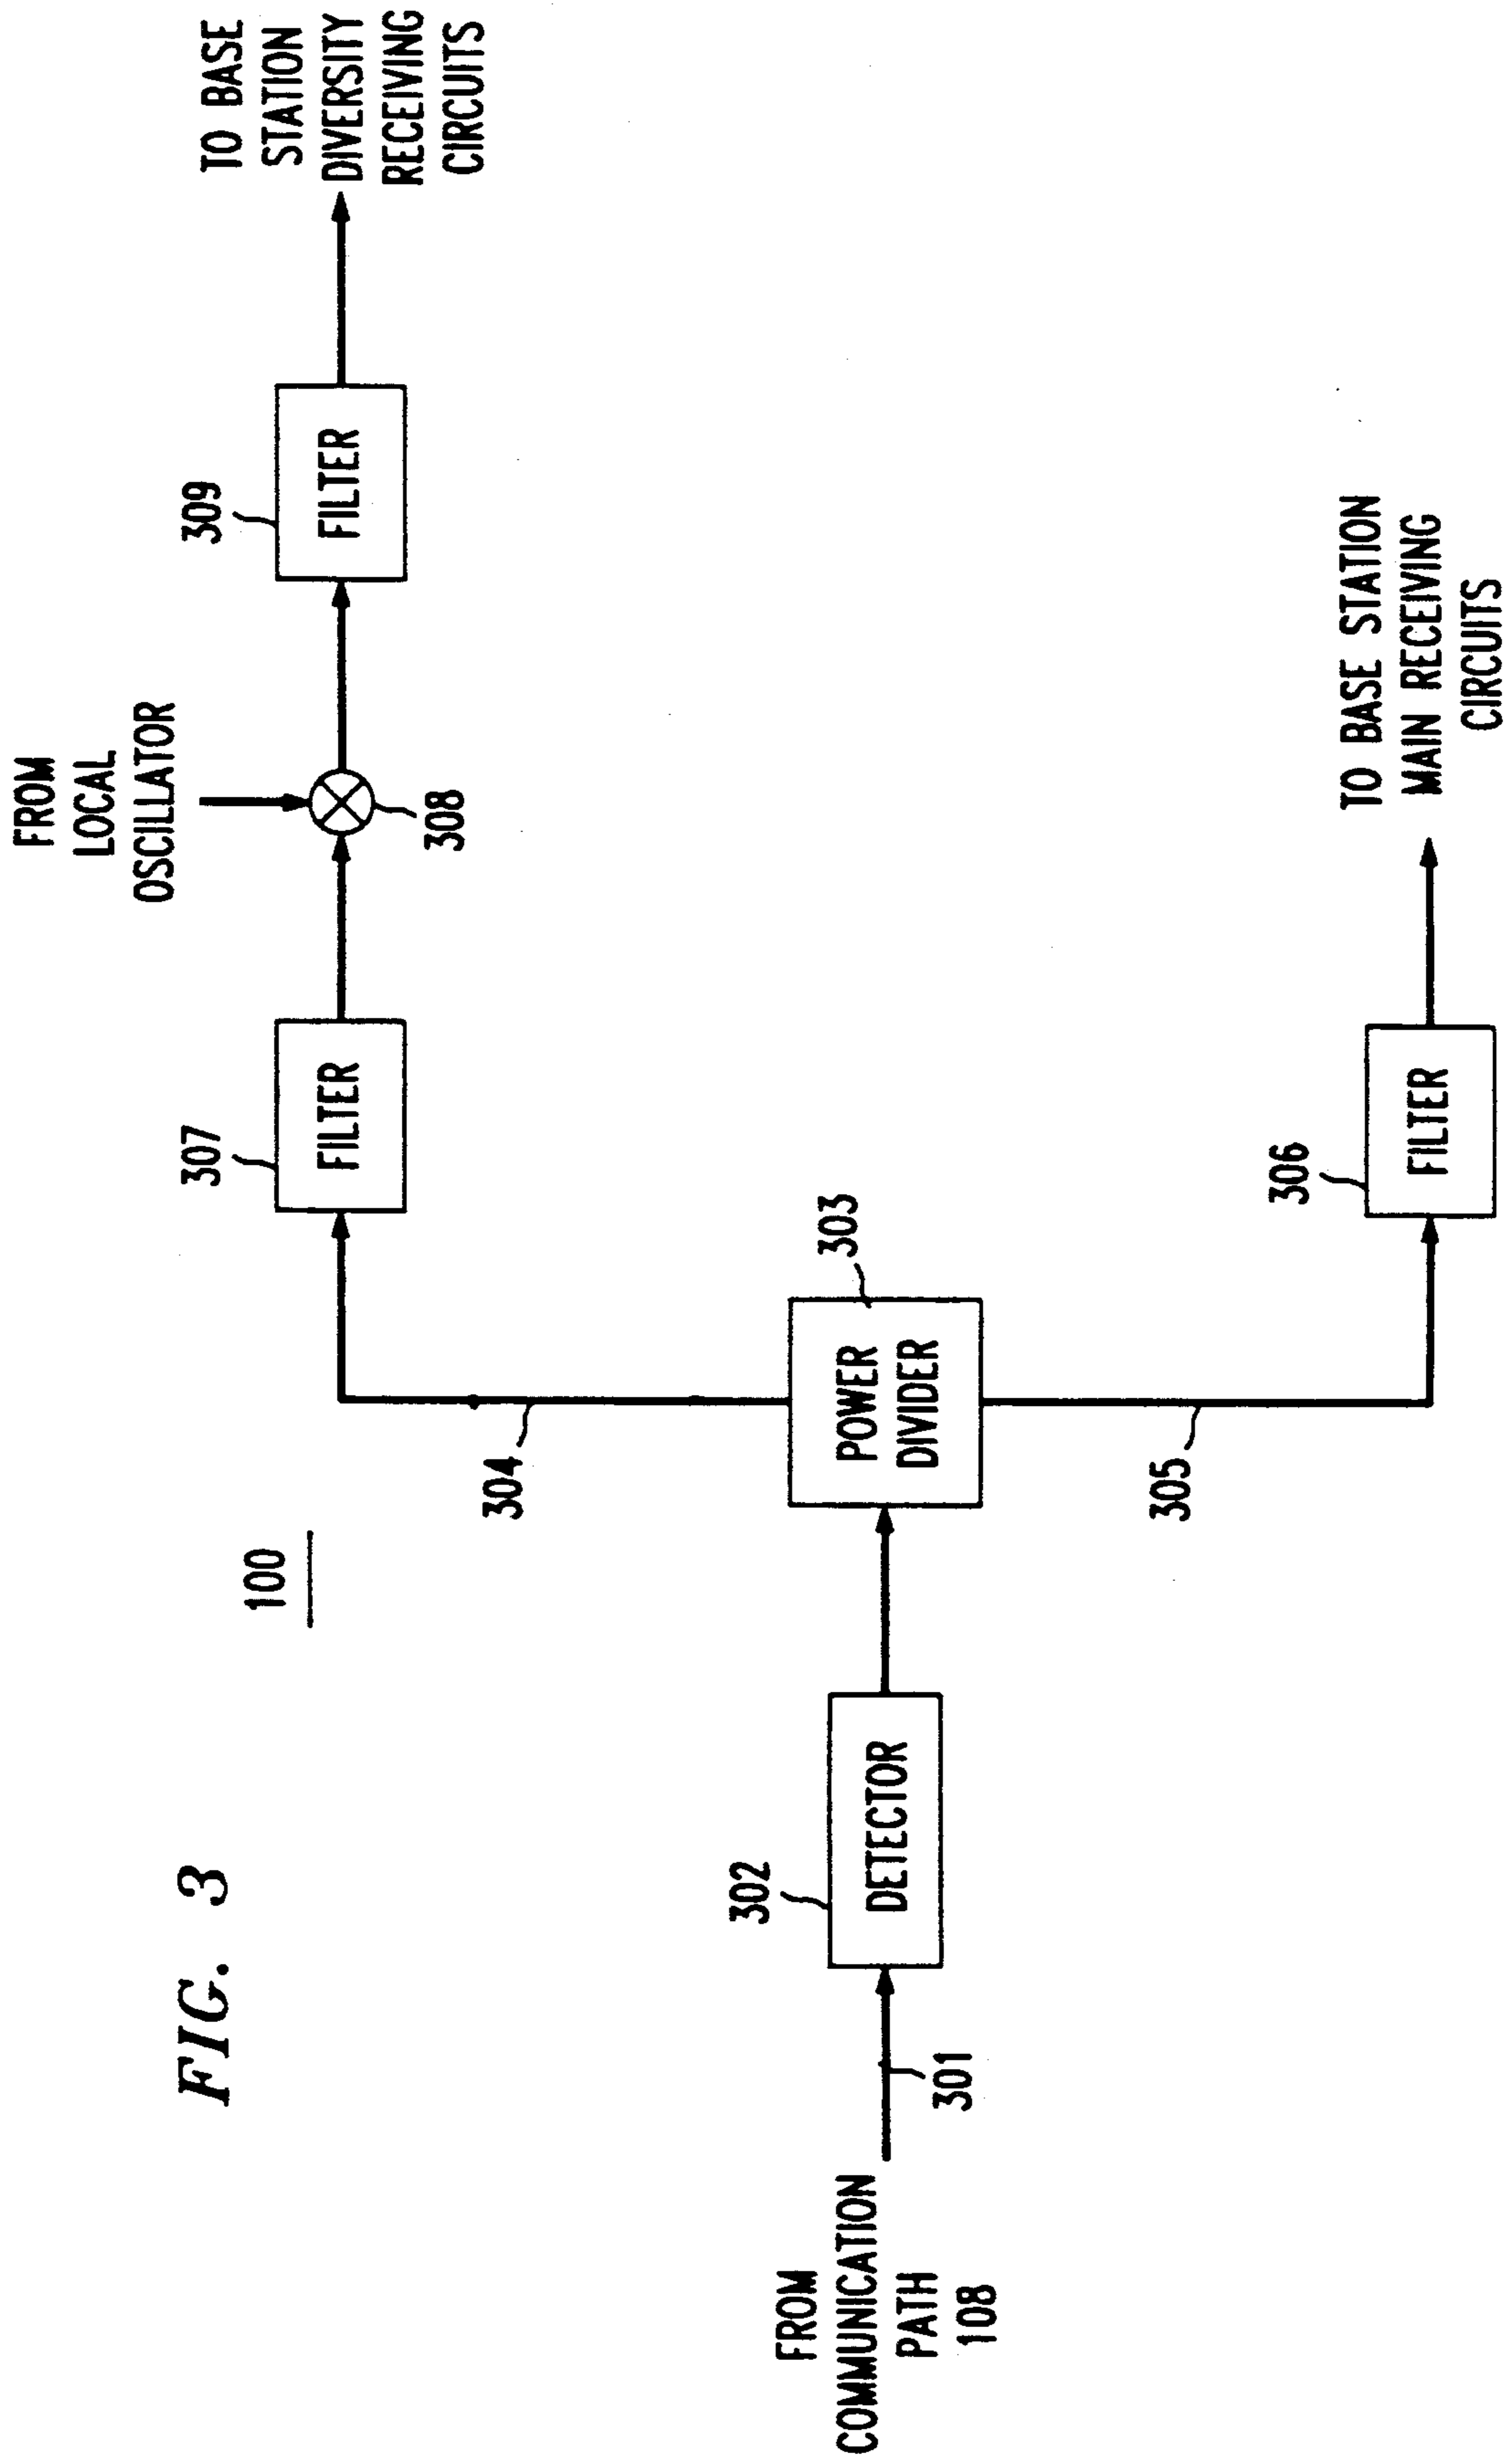 FIG. 3
100
FROM
COMMUNICATION
PATH
108
301
302
DETECTOR
303
POWER
DIVIDER
304
305
307
FILTER
FROM
LOCAL
OSCILLATOR
308
309
FILTER
TO BASE
STATION
DIVERSITY
RECEIVING
CIRCUITS
306
FILTER
TO BASE STATION
MAIN RECEIVING
CIRCUITS